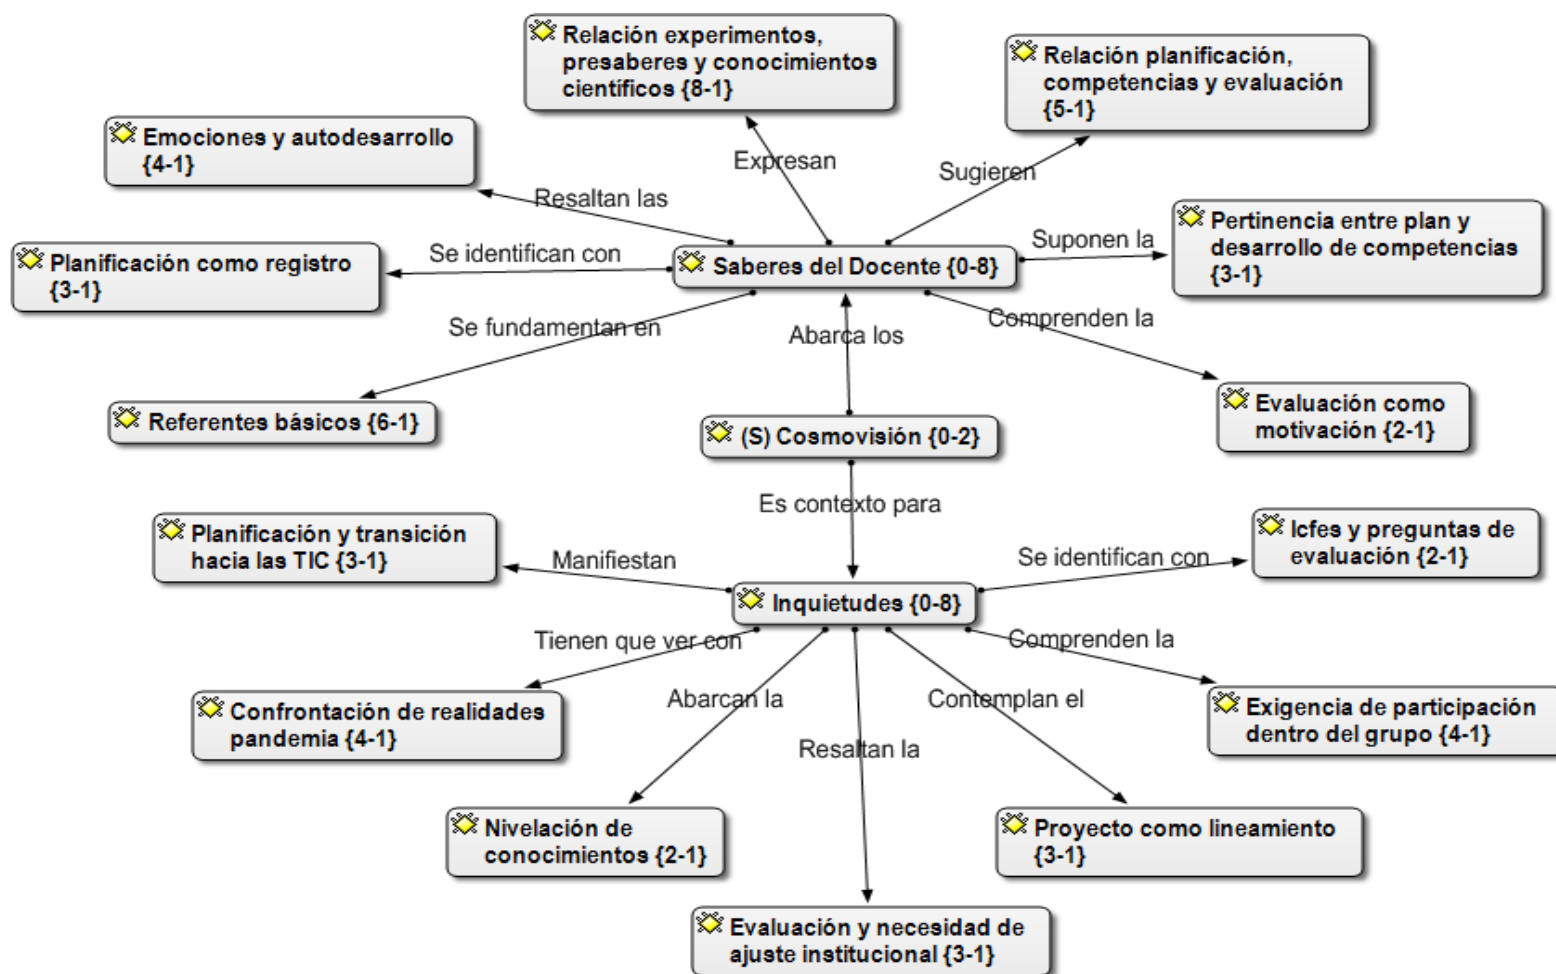 Relación experimentos,
presaberes y conocimientos
científicos {8-1}
Relación planificación,
competencias y evaluación
{5-1}
Emociones y autodesarrollo
{4-1}
Expresan
Sugieren
Resaltan las
Pertinencia entre plan y
desarrollo de competencias
{3-1}
Suponen la
Se identifican con
Planificación como registro
{3-1}
Saberes del Docente {0-8}
Se fundamentan en
Abarca los
Comprenden la
Referentes básicos {6-1}
(S) Cosmovisión {0-2}
Evaluación como
motivación {2-1}
Es contexto para
Planificación y transición
hacia las TIC {3-1}
Manifiestan
Se identifican con
Icfes y preguntas de
evaluación {2-1}
Inquietudes {0-8}
Tienen que ver con
Comprenden la
Abarcan la
Contemplan el
Confrontación de realidades
pandemia {4-1}
Resaltan la
Exigencia de participación
dentro del grupo {4-1}
Nivelación de
conocimientos {2-1}
Proyecto como lineamiento
{3-1}
Evaluación y necesidad de
ajuste institucional {3-1}